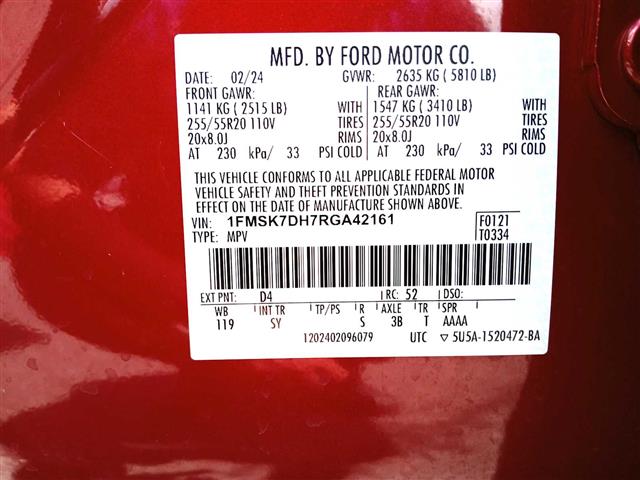 MFD. BY FORD MOTOR CO.
DATE: 02/24 GVWR: 2635 KG ( 5810 LB)
FRONT GAWR: REAR GAWR:
1141 KG ( 2515 LB) WITH 1547 KG ( 3410 LB) WITH
255/55R20 110V TIRES 255/55R20 110V TIRES
20x8.0J RIMS 20x8.0J RIMS
AT 230 kPa/ 33 PSI COLD AT 230 kPa/ 33 PSI COLD
THIS VEHICLE CONFORMS TO ALL APPLICABLE FEDERAL MOTOR
VEHICLE SAFETY AND THEFT PREVENTION STANDARDS IN
EFFECT ON THE DATE OF MANUFACTURE SHOWN ABOVE.
VIN: 1FMSK7DH7RGA42161 F0121
TYPE: MPV T0334
EXT PNT: D4 RC: 52 DSO:
WB INT TR TP/PS R AXLE TR SPR
119 SY S 3B T AAAA
1202402096079 UTC ▽ 5U5A-1520472-BA